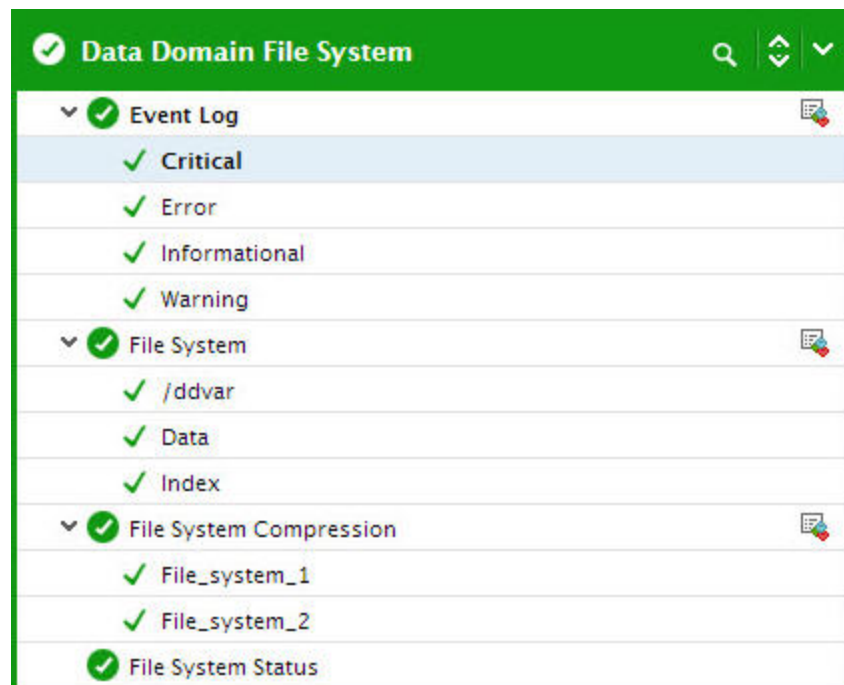 Data Domain File System
Event Log
Critical
Error
Informational
Warning
File System
/ddvar
Data
Index
File System Compression
File_system_1
File_system_2
File System Status